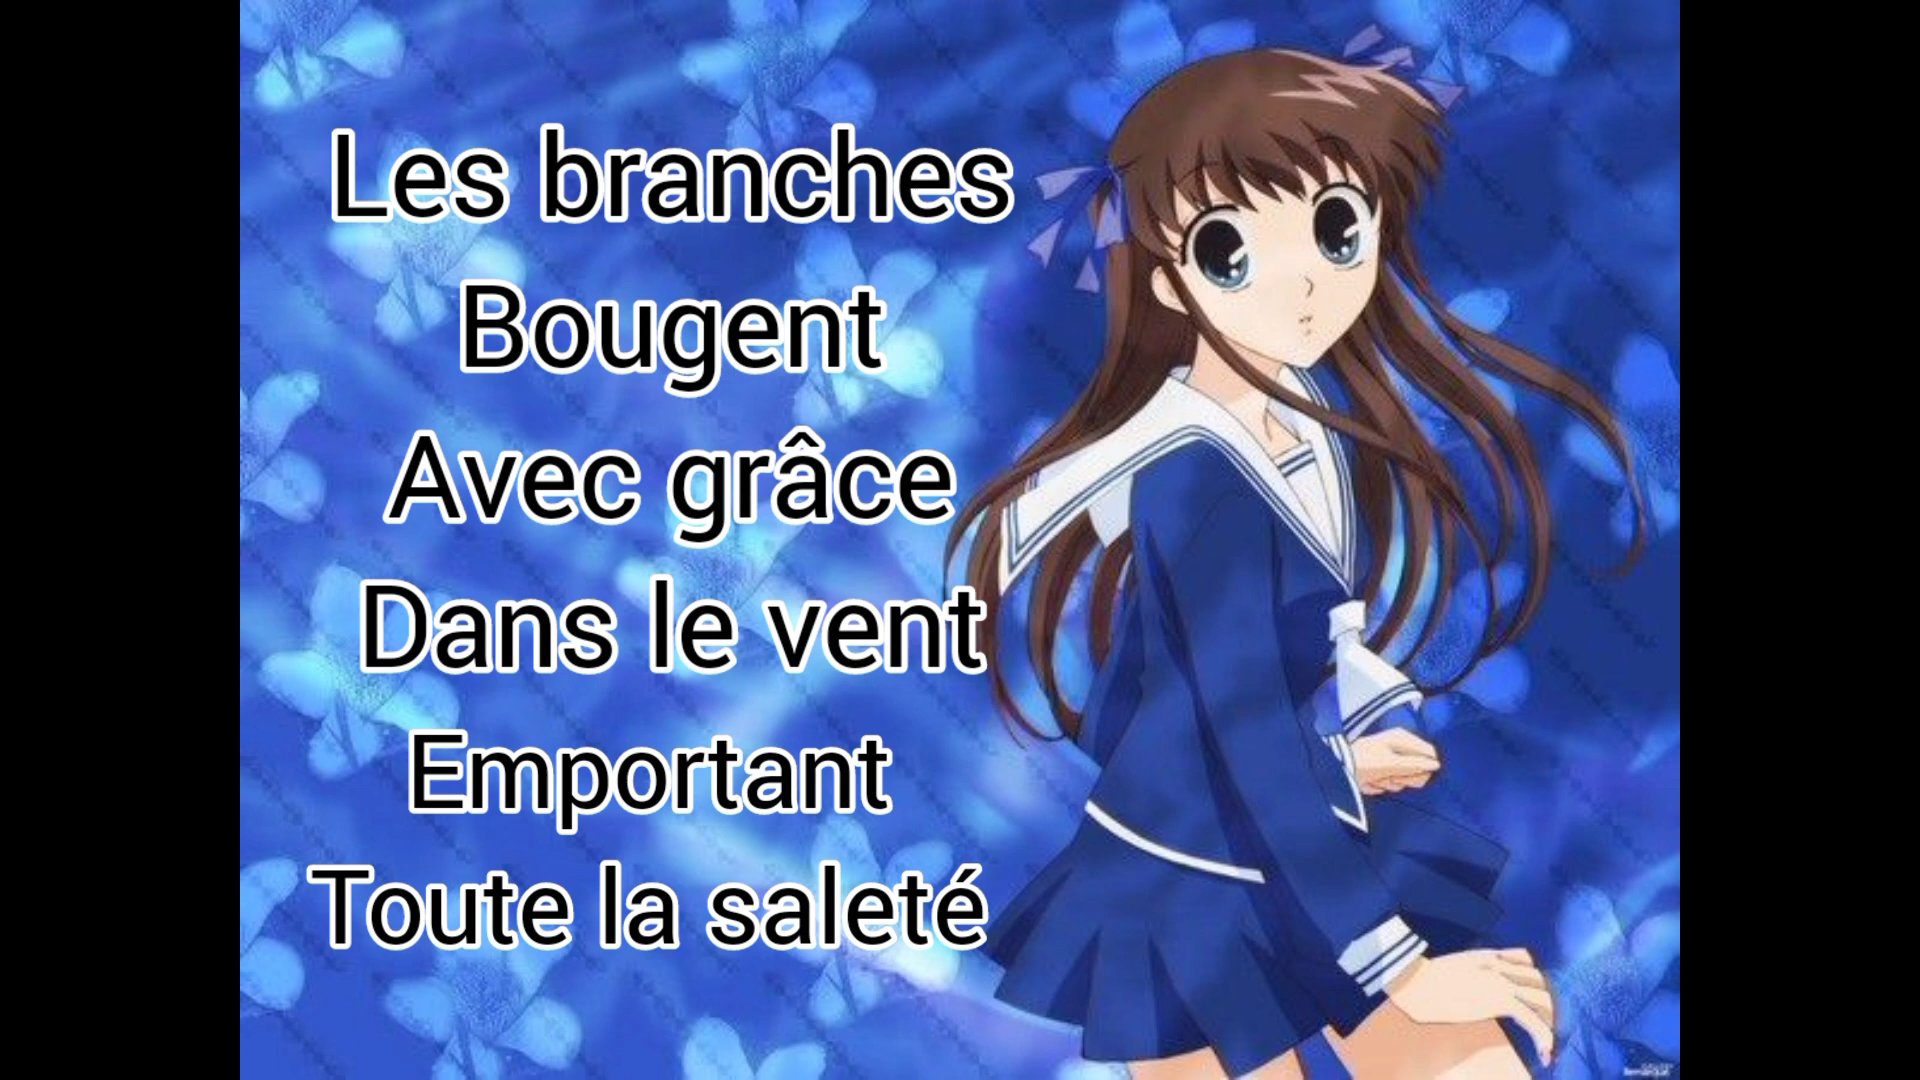 Les branches
Bougent
Avec grâce
Dans le vent
Emportant
Toute la saleté